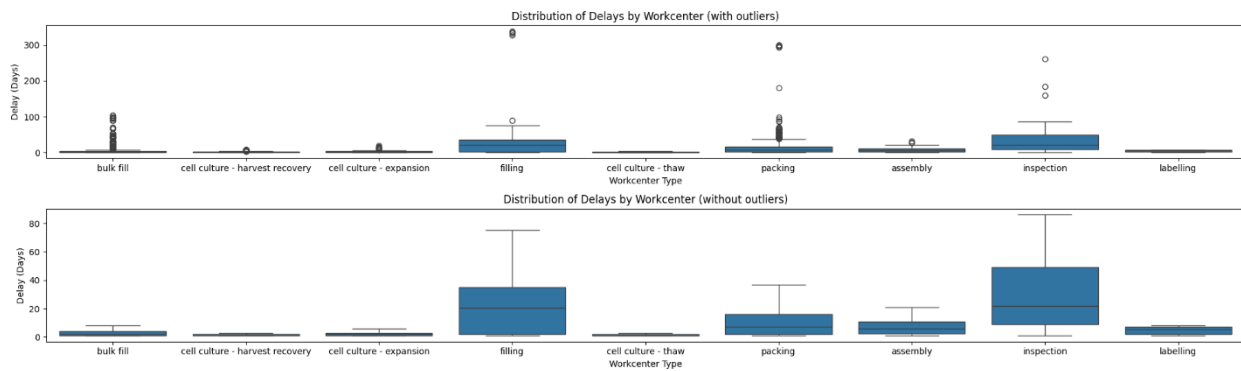 Distribution of Delays by Workcenter (with outliers)
Delay (Days)
300
200
100
0
bulk fill cell culture - harvest recovery cell culture - expansion filling cell culture - thaw packing assembly inspection labelling
Workcenter Type
Distribution of Delays by Workcenter (without outliers)
Delay (Days)
80
60
40
20
0
bulk fill cell culture - harvest recovery cell culture - expansion filling cell culture - thaw packing assembly inspection labelling
Workcenter Type